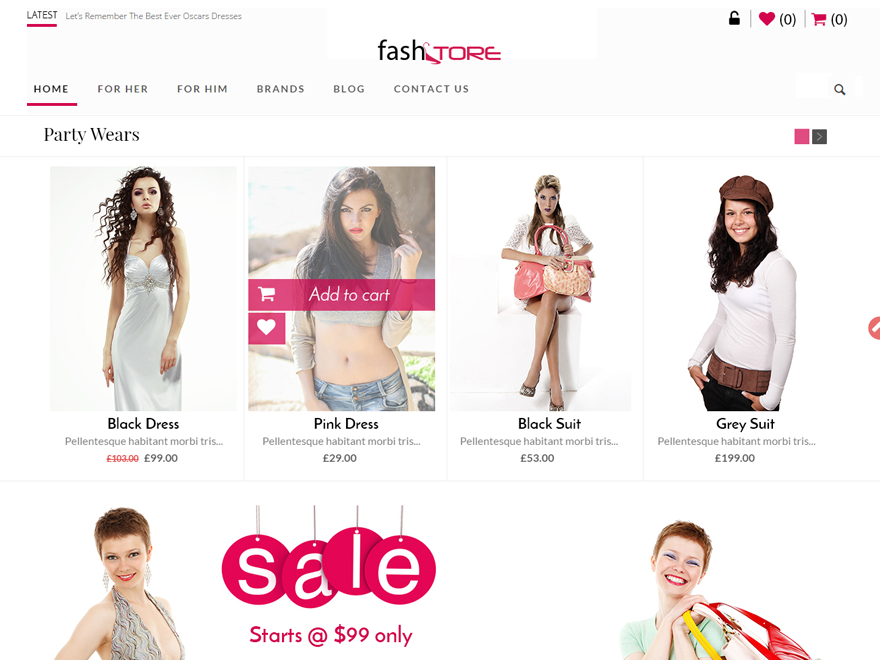 LATEST Let's Remember The Best Ever Oscars Dresses
(0) (0)
fashSTORE
HOME FOR HER FOR HIM BRANDS BLOG CONTACT US
Party Wears
Add to cart
Black Dress Pink Dress Black Suit Grey Suit
Pellentesque habitant morbi tris... Pellentesque habitant morbi tris... Pellentesque habitant morbi tris... Pellentesque habitant morbi tris...
£103.00 £99.00 £29.00 £53.00 £199.00
sale
Starts @ $99 only